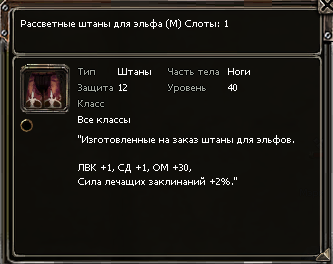 Рассветные штаны для эльфа (М) Слоты: 1
Тип Штаны Часть тела Ноги
Защита 12 Уровень 40
Класс
Все классы
"Изготовленные на заказ штаны для эльфов.
ЛВК +1, СД +1, ОМ +30,
Сила лечащих заклинаний +2%."